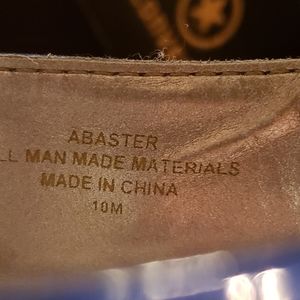 ABASTER
LL MAN MADE MATERIALS
MADE IN CHINA
10M